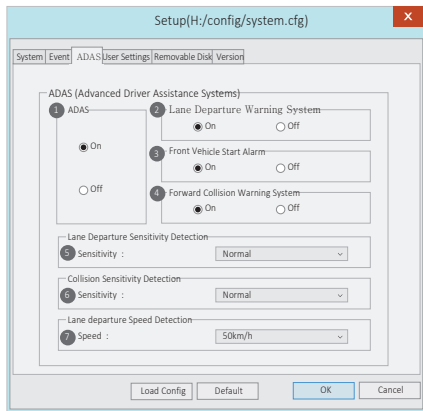 Setup(H:/config/system.cfg)
x
System Event ADAS User Settings Removable Disk Version
ADAS (Advanced Driver Assistance Systems)
1 ADAS
On
Off
2 Lane Departure Warning System
On Off
3 Front Vehicle Start Alarm
On Off
4 Forward Collision Warning System
On Off
Lane Departure Sensitivity Detection
5 Sensitivity : Normal
Collision Sensitivity Detection
6 Sensitivity : Normal
Lane departure Speed Detection
7 Speed : 50km/h
Load Config Default OK Cancel